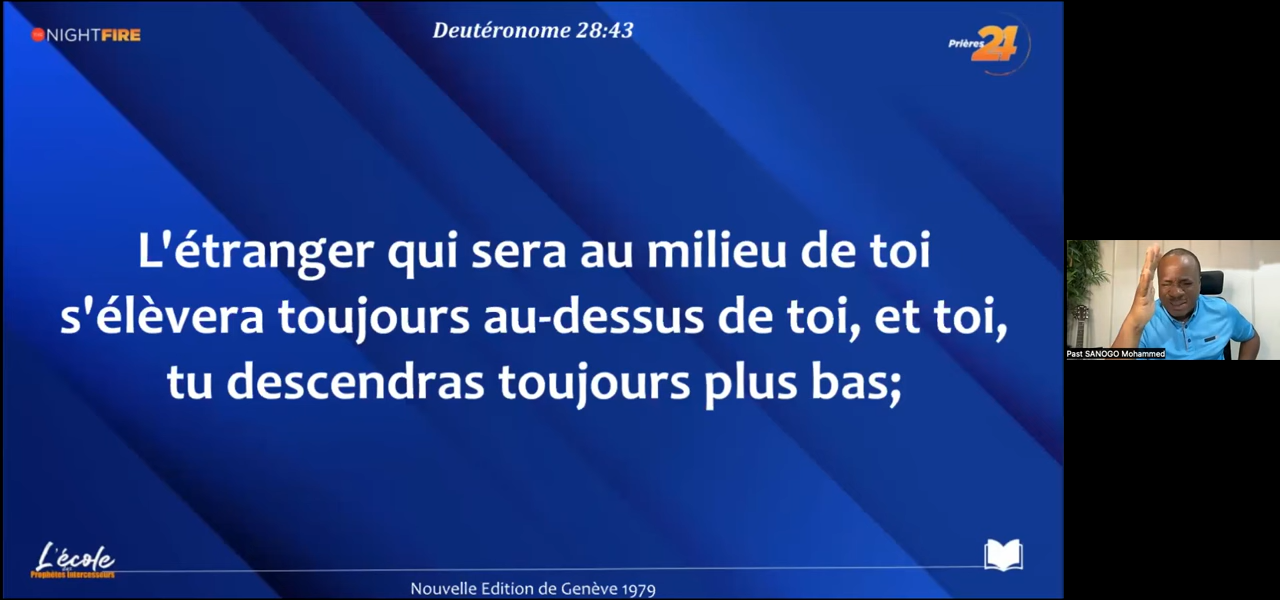 NIGHTFIRE
Deutéronome 28:43
Prières 24
L'étranger qui sera au milieu de toi
s'élèvera toujours au-dessus de toi, et toi,
tu descendras toujours plus bas;
Past SANOGO Mohammed
L'école
Prophètes Intercesseurs
Nouvelle Edition de Genève 1979